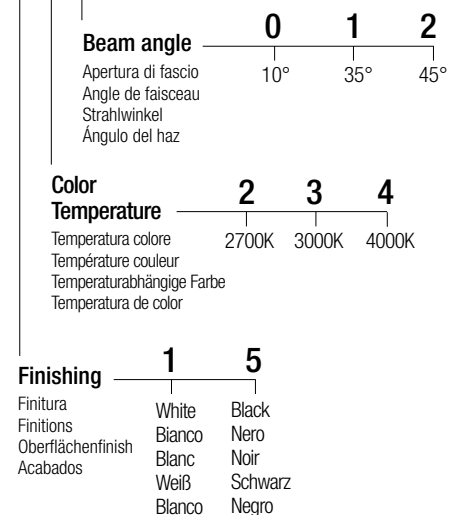 Beam angle 0 1 2
Apertura di fascio 10° 35° 45°
Angle de faisceau
Strahlwinkel
Ángulo del haz
Color
Temperature 2 3 4
Temperatura colore 2700K 3000K 4000K
Température couleur
Temperaturabhängige Farbe
Temperatura de color
Finishing 1 5
Finitura White Black
Finitions Bianco Nero
Oberflächenfinish Blanc Noir
Acabados Weiß Schwarz
Blanco Negro